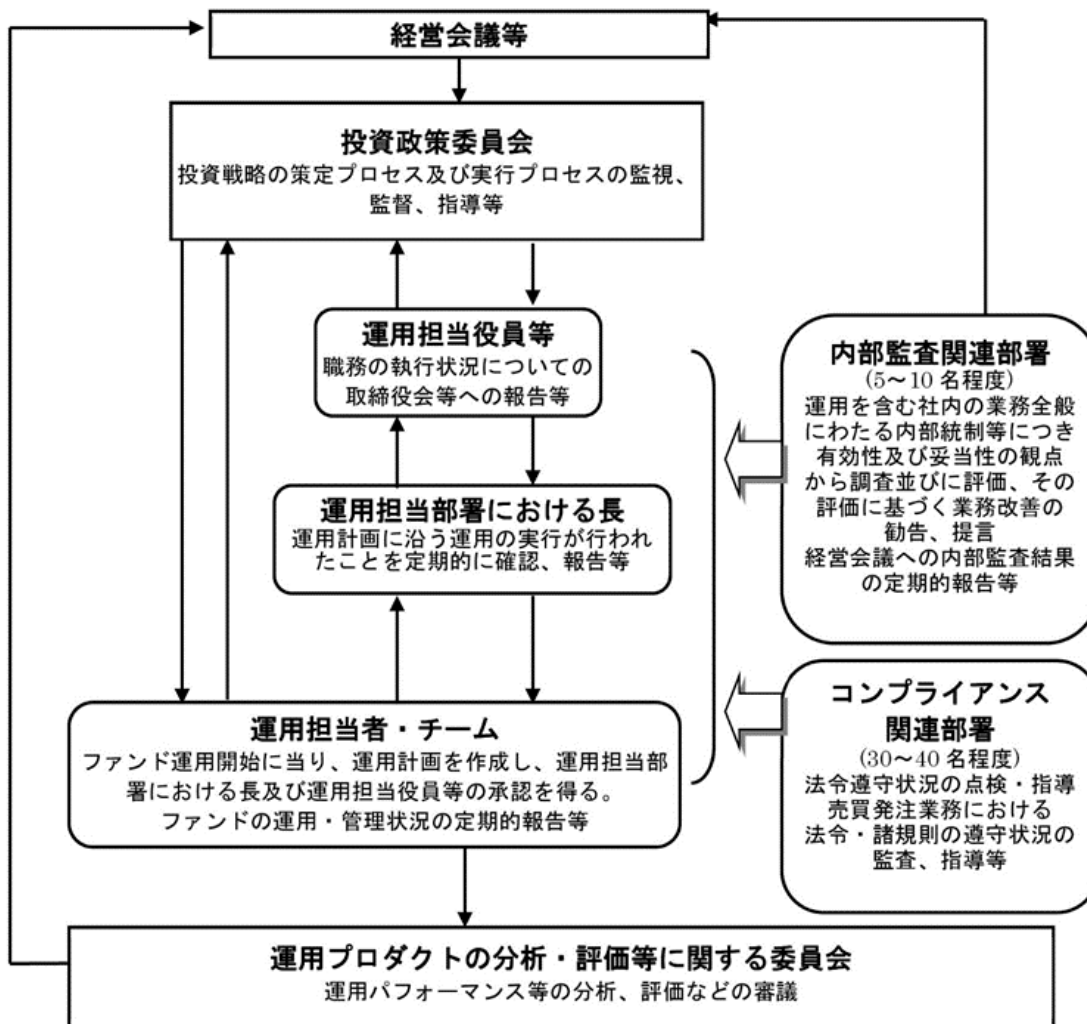 経営会議等
投資政策委員会
投資戦略の策定プロセス及び実行プロセスの監視、
監督、指導等
運用担当役員等
職務の執行状況についての
取締役会等への報告等
運用担当部署における長
運用計画に沿う運用の実行が行われ
たことを定期的に確認、報告等
運用担当者・チーム
ファンド運用開始に当り、運用計画を作成し、運用担当部
署における長及び運用担当役員等の承認を得る。
ファンドの運用・管理状況の定期的報告等
内部監査関連部署
(5～10 名程度)
運用を含む社内の業務全般
にわたる内部統制等につき
有効性及び妥当性の観点
から調査並びに評価、その
評価に基づく業務改善の
勧告、提言
経営会議への内部監査結果
の定期的報告等
コンプライアンス
関連部署
(30～40 名程度)
法令遵守状況の点検・指導
売買発注業務における
法令・諸規則の遵守状況の
監査、指導等
運用プロダクトの分析・評価等に関する委員会
運用パフォーマンス等の分析、評価などの審議